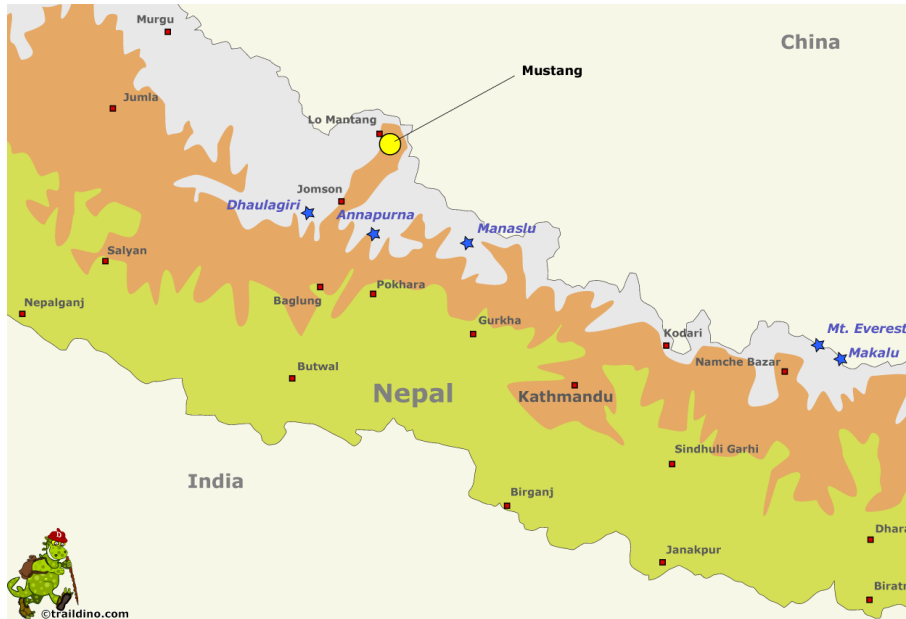 Murgu
China
Mustang
Jumla
Lo Mantang
Jomson
Dhaulagiri
Annapurna
Manaslu
Salyan
Baglung
Pokhara
Nepalganj
Gurkha
Kodari
Mt. Everest
Makalu
Namche Bazar
Butwal
Nepal
Kathmandu
Sindhuli Garhi
India
Birganj
Janakpur
Dhara
Biratr
D
©traildino.com